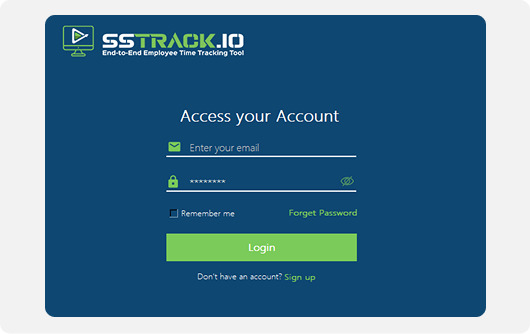 SSTRACK.IO
End-to-End Employee Time Tracking Tool
Access your Account
Enter your email
********
Remember me
Forget Password
Login
Don't have an account? Sign up